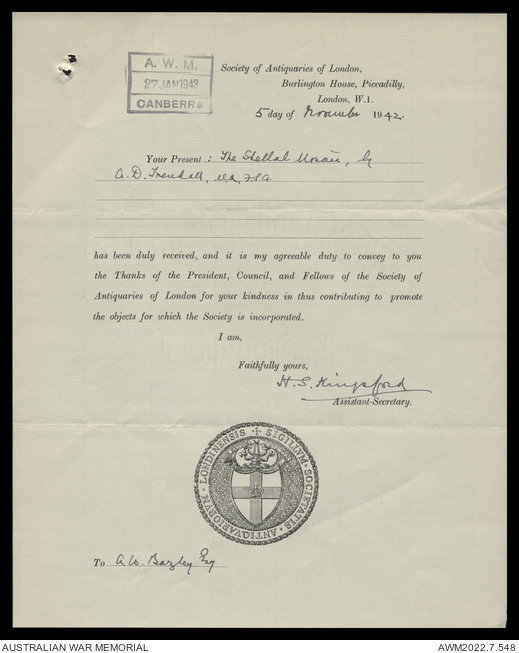 A. W. M.
27 JAN 1943
CANBERRA
Society of Antiquaries of London,
Burlington House, Piccadilly,
London, W.1.
5 day of November 1942.
Your Present : The Shellal Mosaic, by
A. D. Trendall, M.A., F.S.A.
has been duly received, and it is my agreeable duty to convey to you
the Thanks of the President, Council, and Fellows of the Society of
Antiquaries of London for your kindness in thus contributing to promote
the objects for which the Society is incorporated.
I am,
Faithfully yours,
H. S. Kingsford
Assistant-Secretary.
SIGILLVM · SOCIETATIS · ANTIQVARIORVM · LONDINENSIS
To A. W. Bazley Esq
AUSTRALIAN WAR MEMORIAL
AWM2022.7.548